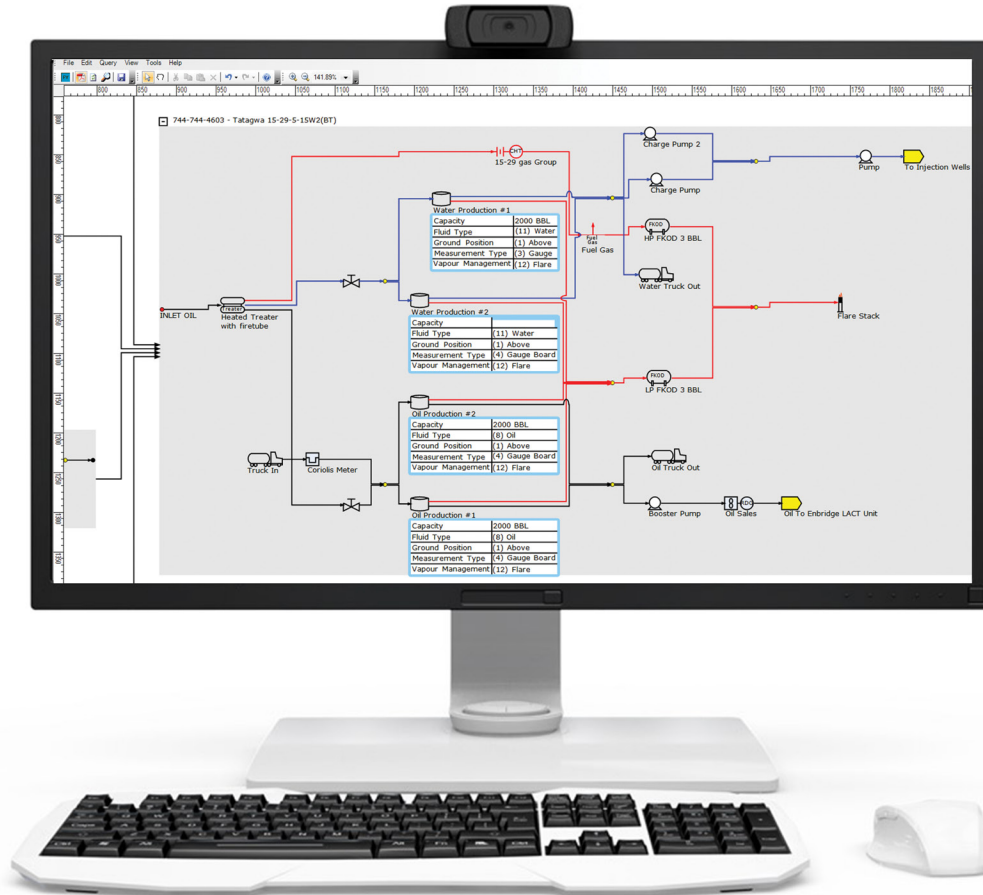 File Edit Query View Tools Help
141.89%
800 850 900 950 1000 1050 1100 1150 1200 1250 1300 1350 1400 1450 1500 1550 1600 1650 1700 1750 1800 1850
744-744-4603 - Tatagwa 15-29-5-15W2(BT)
Charge Pump 2
CHT
15-29 gas Group
Pump
To Injection Wells
Charge Pump
Water Production #1
Capacity 2000 BBL
Fluid Type (11) Water
Ground Position (1) Above
Measurement Type (3) Gauge
Vapour Management (12) Flare
Fuel Gas
Fuel Gas
FKOD
HP FKOD 3 BBL
Water Truck Out
INLET OIL
Treater
Heated Treater
with firetube
Water Production #2
Capacity
Fluid Type (11) Water
Ground Position (1) Above
Measurement Type (4) Gauge Board
Vapour Management (12) Flare
Flare Stack
FKOD
LP FKOD 3 BBL
Oil Production #2
Capacity 2000 BBL
Fluid Type (8) Oil
Ground Position (1) Above
Measurement Type (4) Gauge Board
Vapour Management (12) Flare
Truck In
Coriolis Meter
Oil Truck Out
Oil Production #1
Capacity 2000 BBL
Fluid Type (8) Oil
Ground Position (1) Above
Measurement Type (4) Gauge Board
Vapour Management (12) Flare
Booster Pump
Oil Sales
Oil To Enbridge LACT Unit